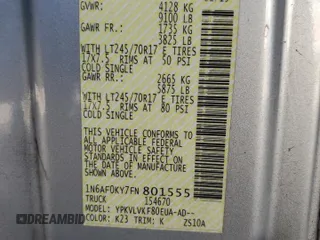 GVWR: 4128 KG
9100 LB
GAWR FR.: 1735 KG
3825 LB
WITH LT245/70R17 E TIRES
17X7.5 RIMS AT 50 PSI
COLD SINGLE
GAWR RR.: 2665 KG
5875 LB
WITH LT245/70R17 E TIRES
17X7.5 RIMS AT 80 PSI
COLD SINGLE
THIS VEHICLE CONFORMS TO ALL
APPLICABLE FEDERAL MOTOR
VEHICLE SAFETY STANDARDS
IN EFFECT ON THE DATE
OF MANUFACTURE SHOWN
ABOVE.
1N6AF0KY7FN801555
TRUCK 154670
MODEL: YPKVLVKF80EUA-AD--
COLOR: K23 TRIM: K ZS10A